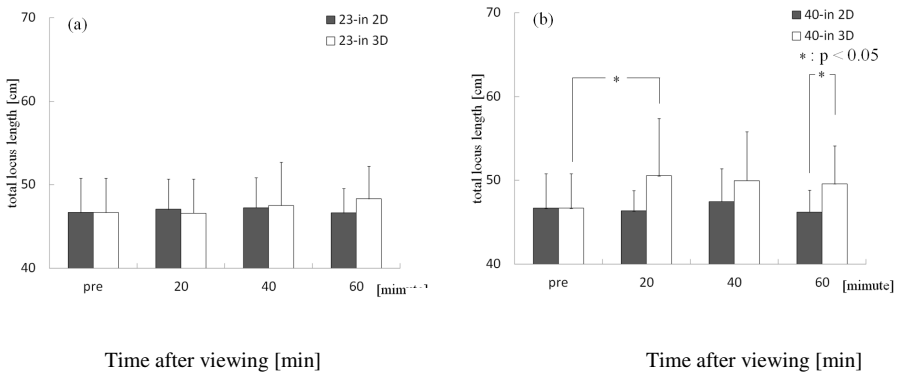 (a)
23-in 2D
23-in 3D
total locus length [cm]
70
60
50
40
pre 20 40 60 [mimute]
Time after viewing [min]
(b)
40-in 2D
40-in 3D
* : p < 0.05
total locus length [cm]
70
60
50
40
*
*
pre 20 40 60 [mimute]
Time after viewing [min]